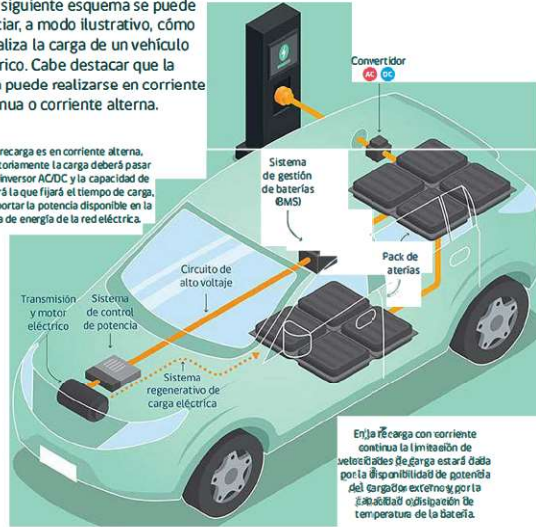 siguiente esquema se puede
ciar, a modo ilustrativo, cómo
aliza la carga de un vehículo
rico. Cabe destacar que la
puede realizarse en corriente
nua o corriente alterna.
recarga es en corriente alterna,
toriamente la carga deberá pasar
inversor AC/DC y la capacidad de
rá la que fijará el tiempo de carga,
portar la potencia disponible en la
a de energía de la red eléctrica.
Convertidor
AC DC
Sistema
de gestión
de baterías
(BMS)
Pack de
aterías
Circuito de
alto voltaje
Transmisión
y motor
eléctrico
Sistema
de control
de potencia
Sistema
regenerativo de
carga eléctrica
En la recarga con corriente
continua la limitación de
velocidades de carga estará dada
por la disponibilidad de potencia
del cargador externo y por la
capacidad disipación de
temperatura de la batería.